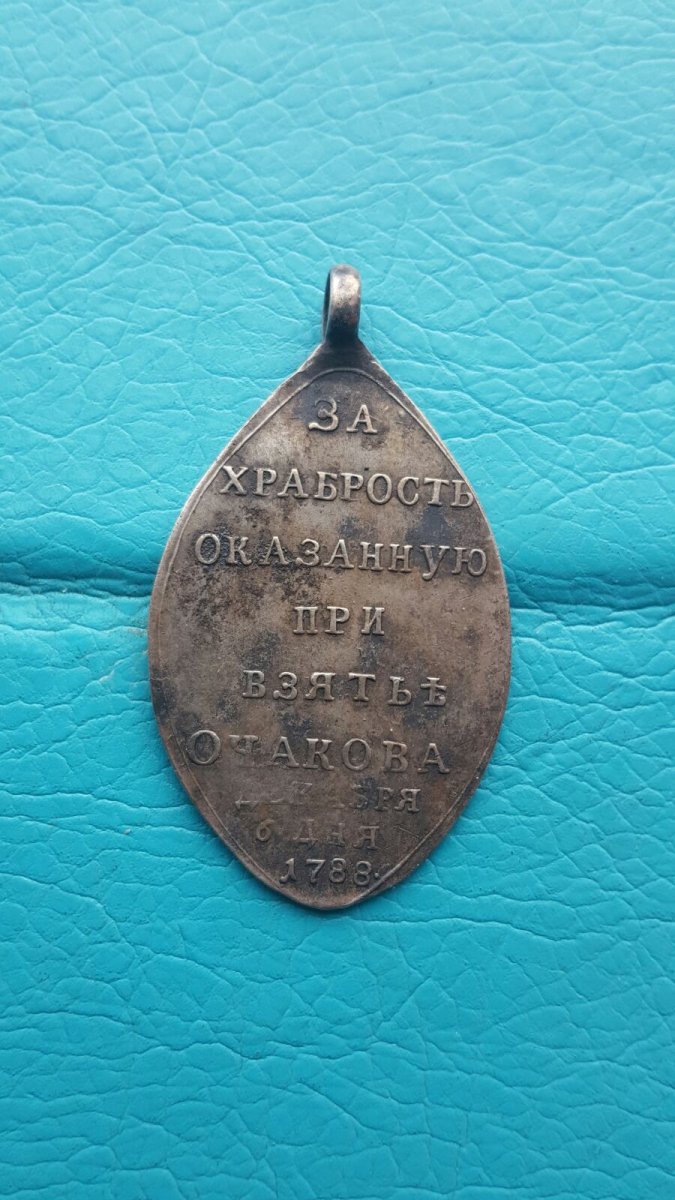 ЗА
ХРАБРОСТЬ
ОКАЗАННУЮ
ПРИ
ВЗЯТЬѢ
ОЧАКОВА
ДЕКАБРЯ
6 ДНЯ
1788.